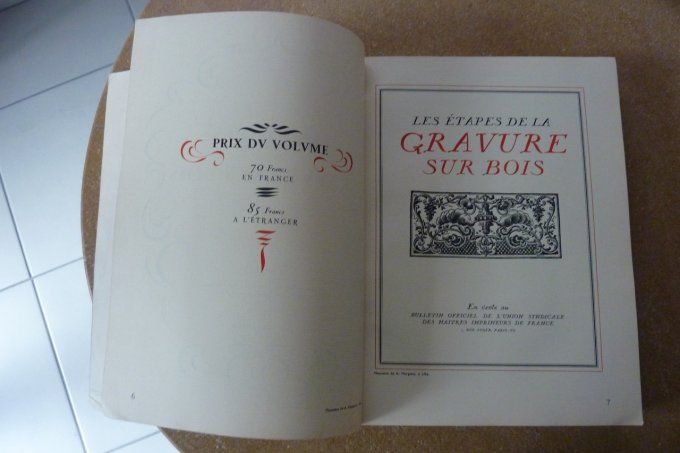 PRIX DV VOLVME
70 Francs
EN FRANCE
85 Francs
A L'ÉTRANGER
6
LES ÉTAPES DE LA
GRAVURE
SUR BOIS
En vente au
BULLETIN OFFICIEL DE L'UNION SYNDICALE
DES MAITRES IMPRIMEURS DE FRANCE
7